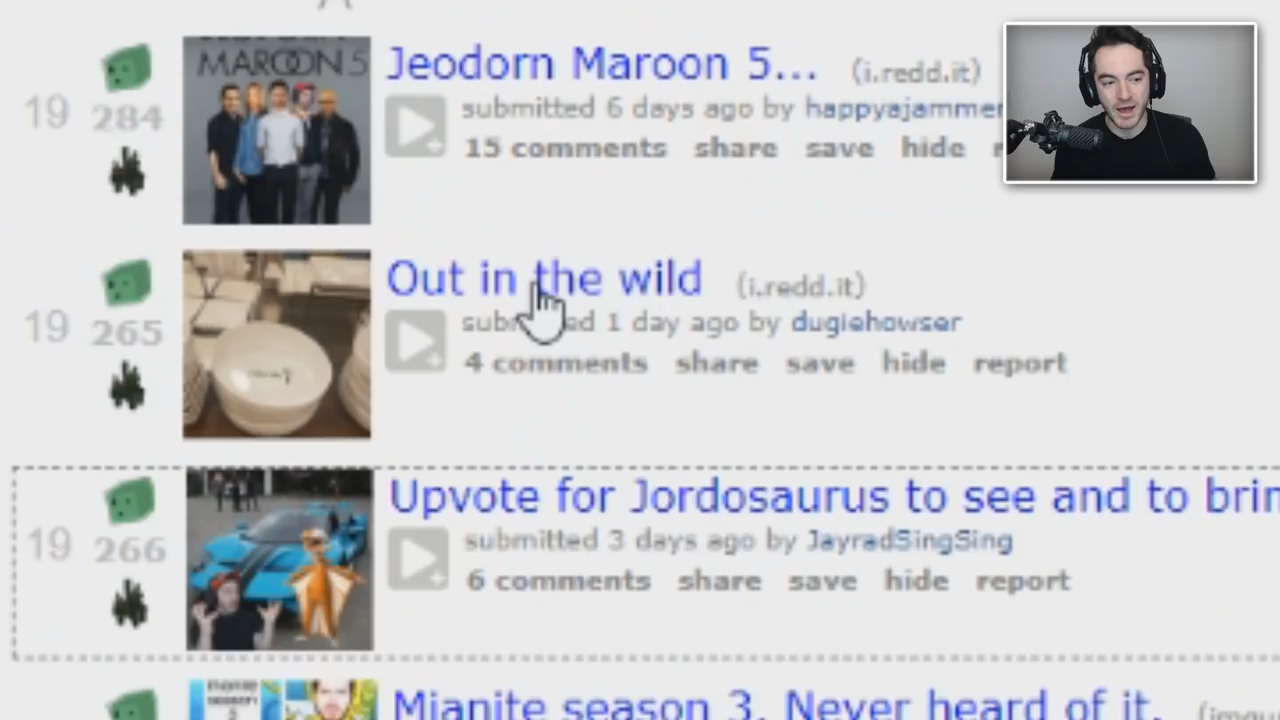 MAROON 5
Jeodorn Maroon 5... (i.redd.it)
19
284
submitted 6 days ago by happyajammer
15 comments share save hide
Out in the wild (i.redd.it)
19
265
submitted 1 day ago by dugiehowser
4 comments share save hide report
Upvote for Jordosaurus to see and to brin
19
266
submitted 3 days ago by JayradSingSing
6 comments share save hide report
Mianite season 3. Never heard of it.